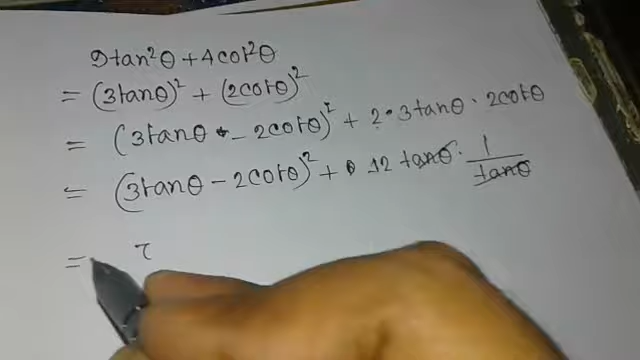 9tan²θ + 4cot²θ
= (3tanθ)² + (2cotθ)²
= (3tanθ - 2cotθ)² + 2·3tanθ·2cotθ
= (3tanθ - 2cotθ)² + 12 tanθ · 1/tanθ
=